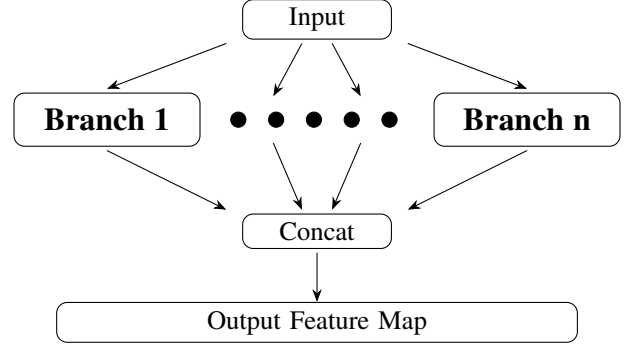 Input
Branch 1
Branch n
Concat
Output Feature Map